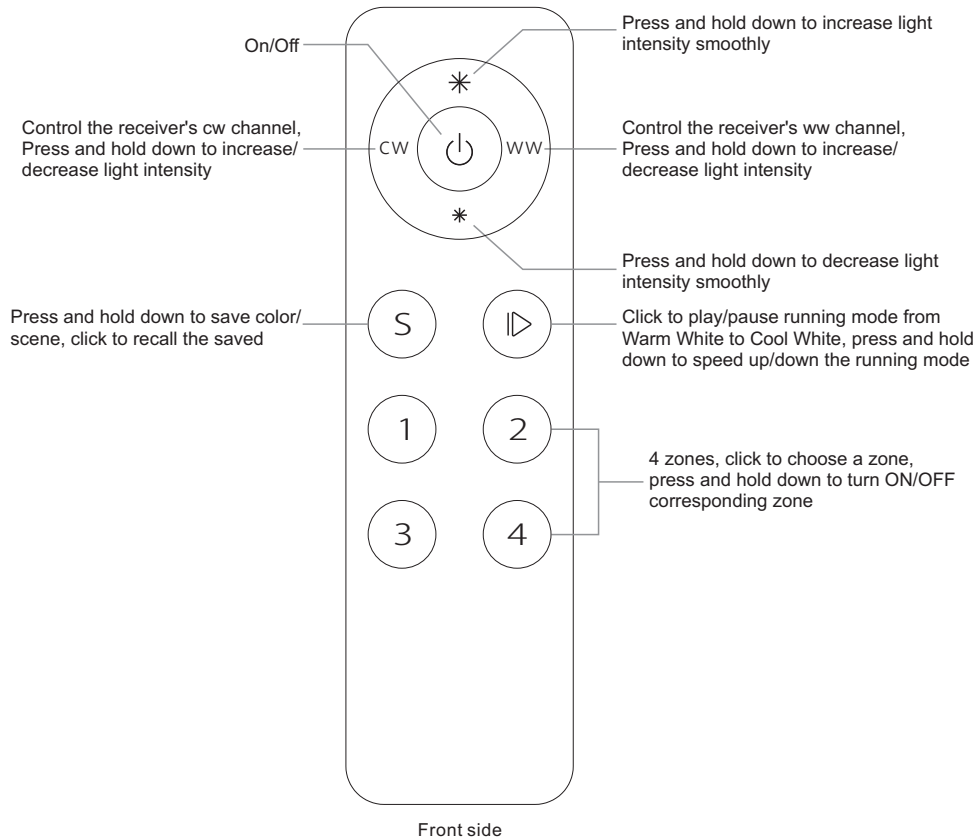 Press and hold down to increase light
intensity smoothly
On/Off
Control the receiver's cw channel,
Press and hold down to increase/
decrease light intensity
CW
WW
Control the receiver's ww channel,
Press and hold down to increase/
decrease light intensity
Press and hold down to decrease light
intensity smoothly
Press and hold down to save color/
scene, click to recall the saved
S
Click to play/pause running mode from
Warm White to Cool White, press and hold
down to speed up/down the running mode
1
2
4 zones, click to choose a zone,
press and hold down to turn ON/OFF
corresponding zone
3
4
Front side